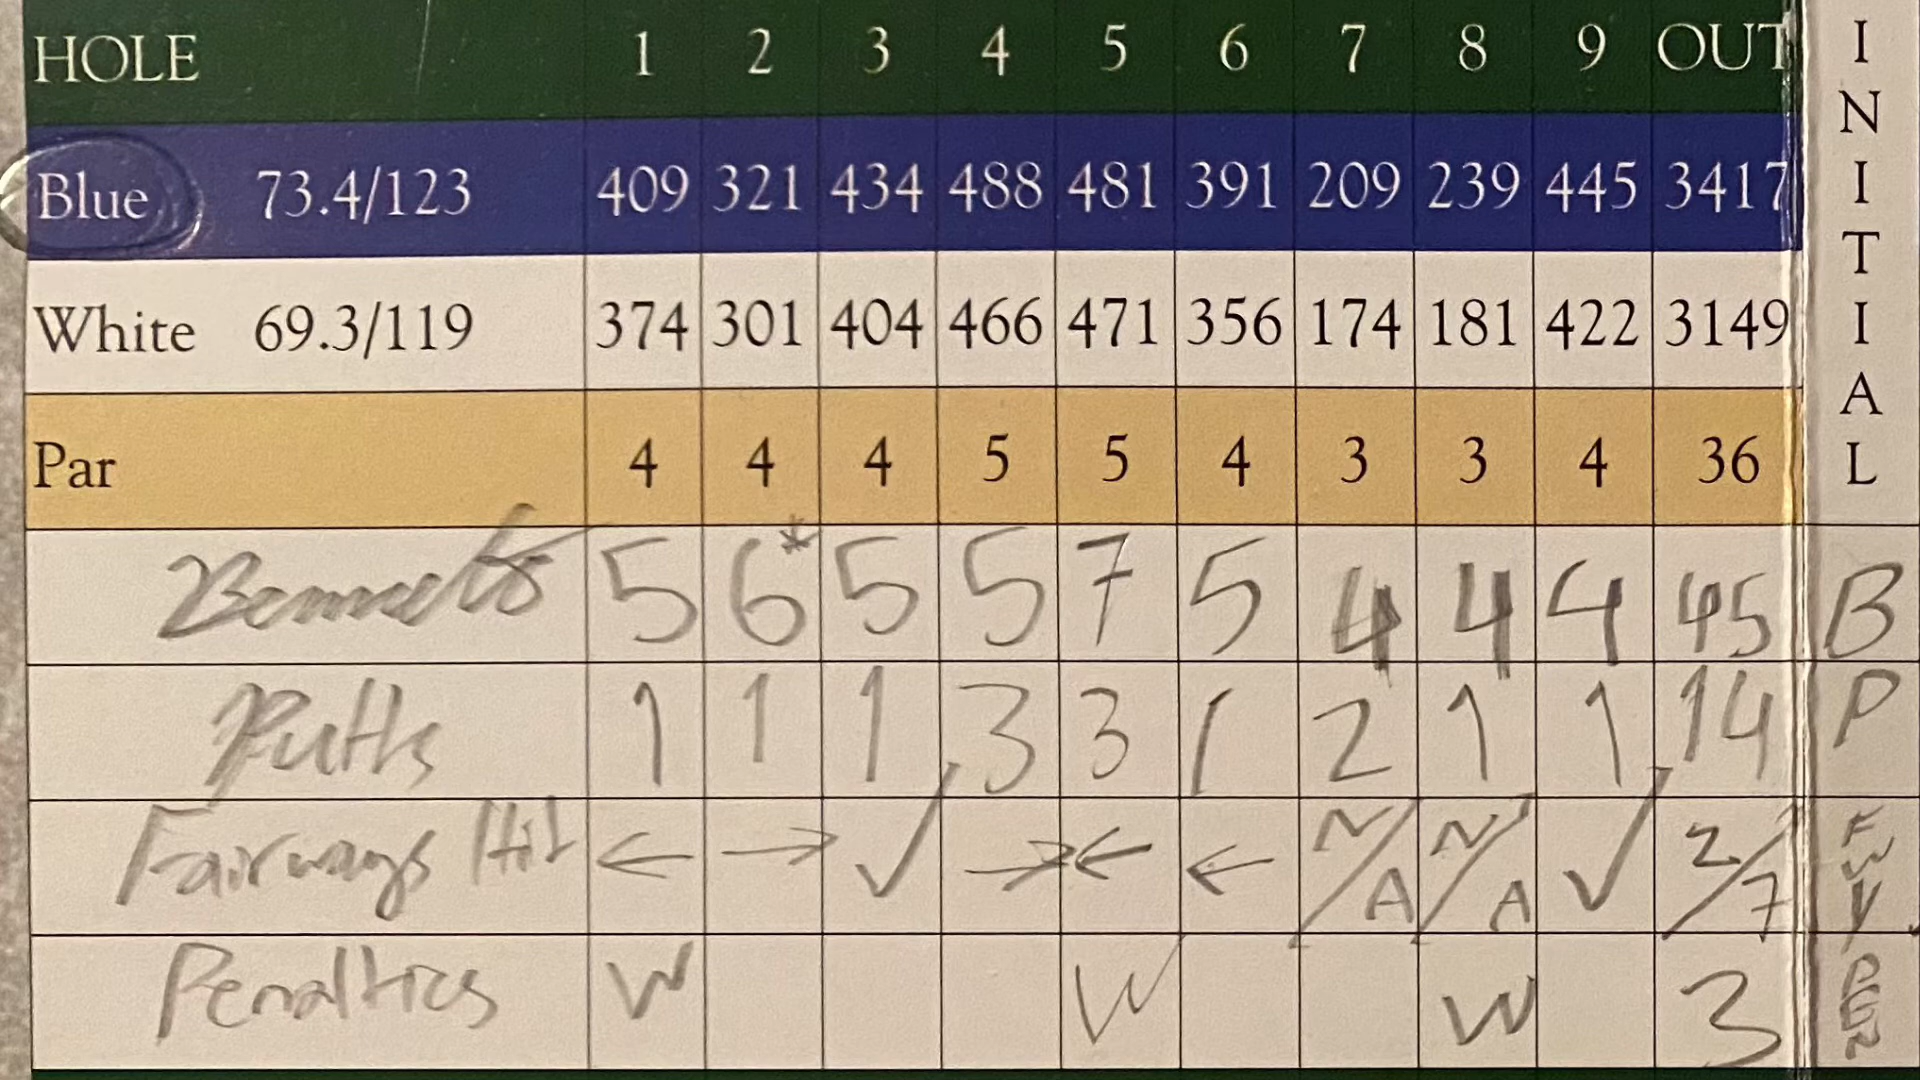 HOLE 1 2 3 4 5 6 7 8 9 OUT INITIAL
Blue 73.4/123 409 321 434 488 481 391 209 239 445 3417
White 69.3/119 374 301 404 466 471 356 174 181 422 3149
Par 4 4 4 5 5 4 3 3 4 36
5 6* 5 5 7 5 4 4 4 45 B
Putts 1 1 1 3 3 1 2 1 1 14 P
Fairways Hit ← → ✓ → ← ← N/A N/A ✓ 2/7 FWY
Penalties W W W 3 PEN